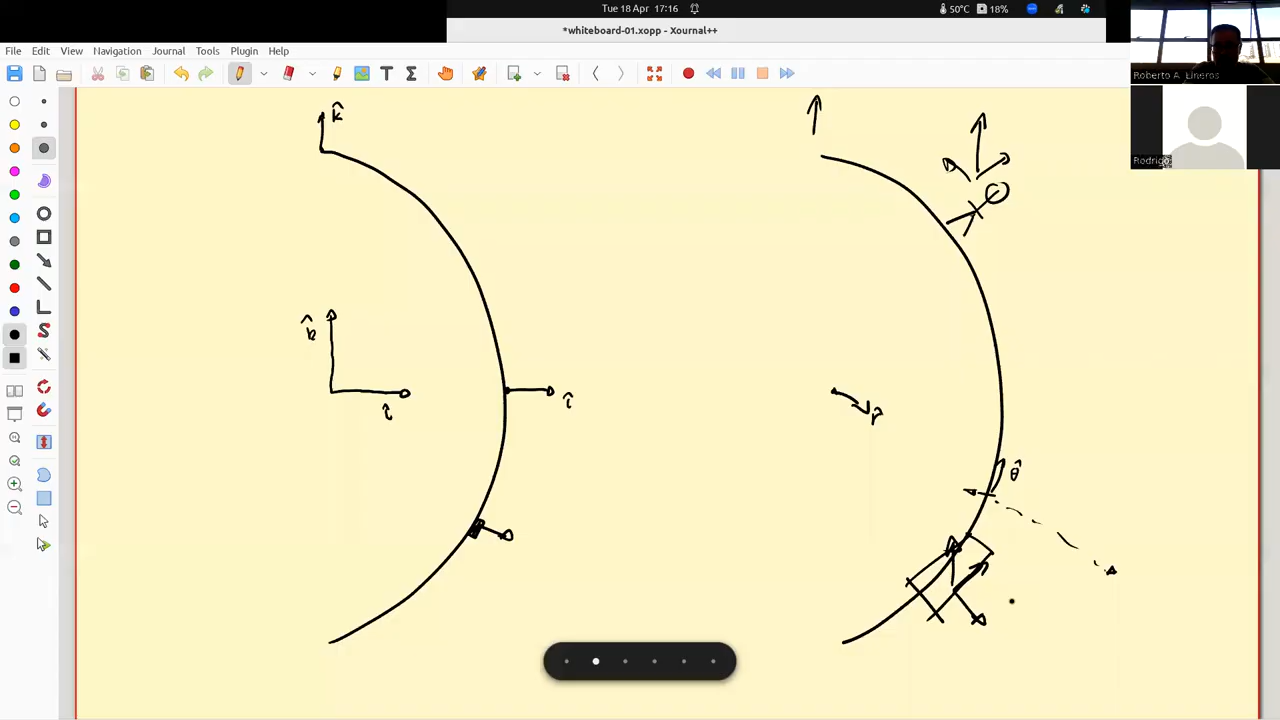 Tue 18 Apr 17:16
50°C
18%
*whiteboard-01.xopp - Xournal++
File Edit View Navigation Journal Tools Plugin Help
Roberto A. Lineros
Rodrigo
k̂
k̂
î
î
r̂
θ̂